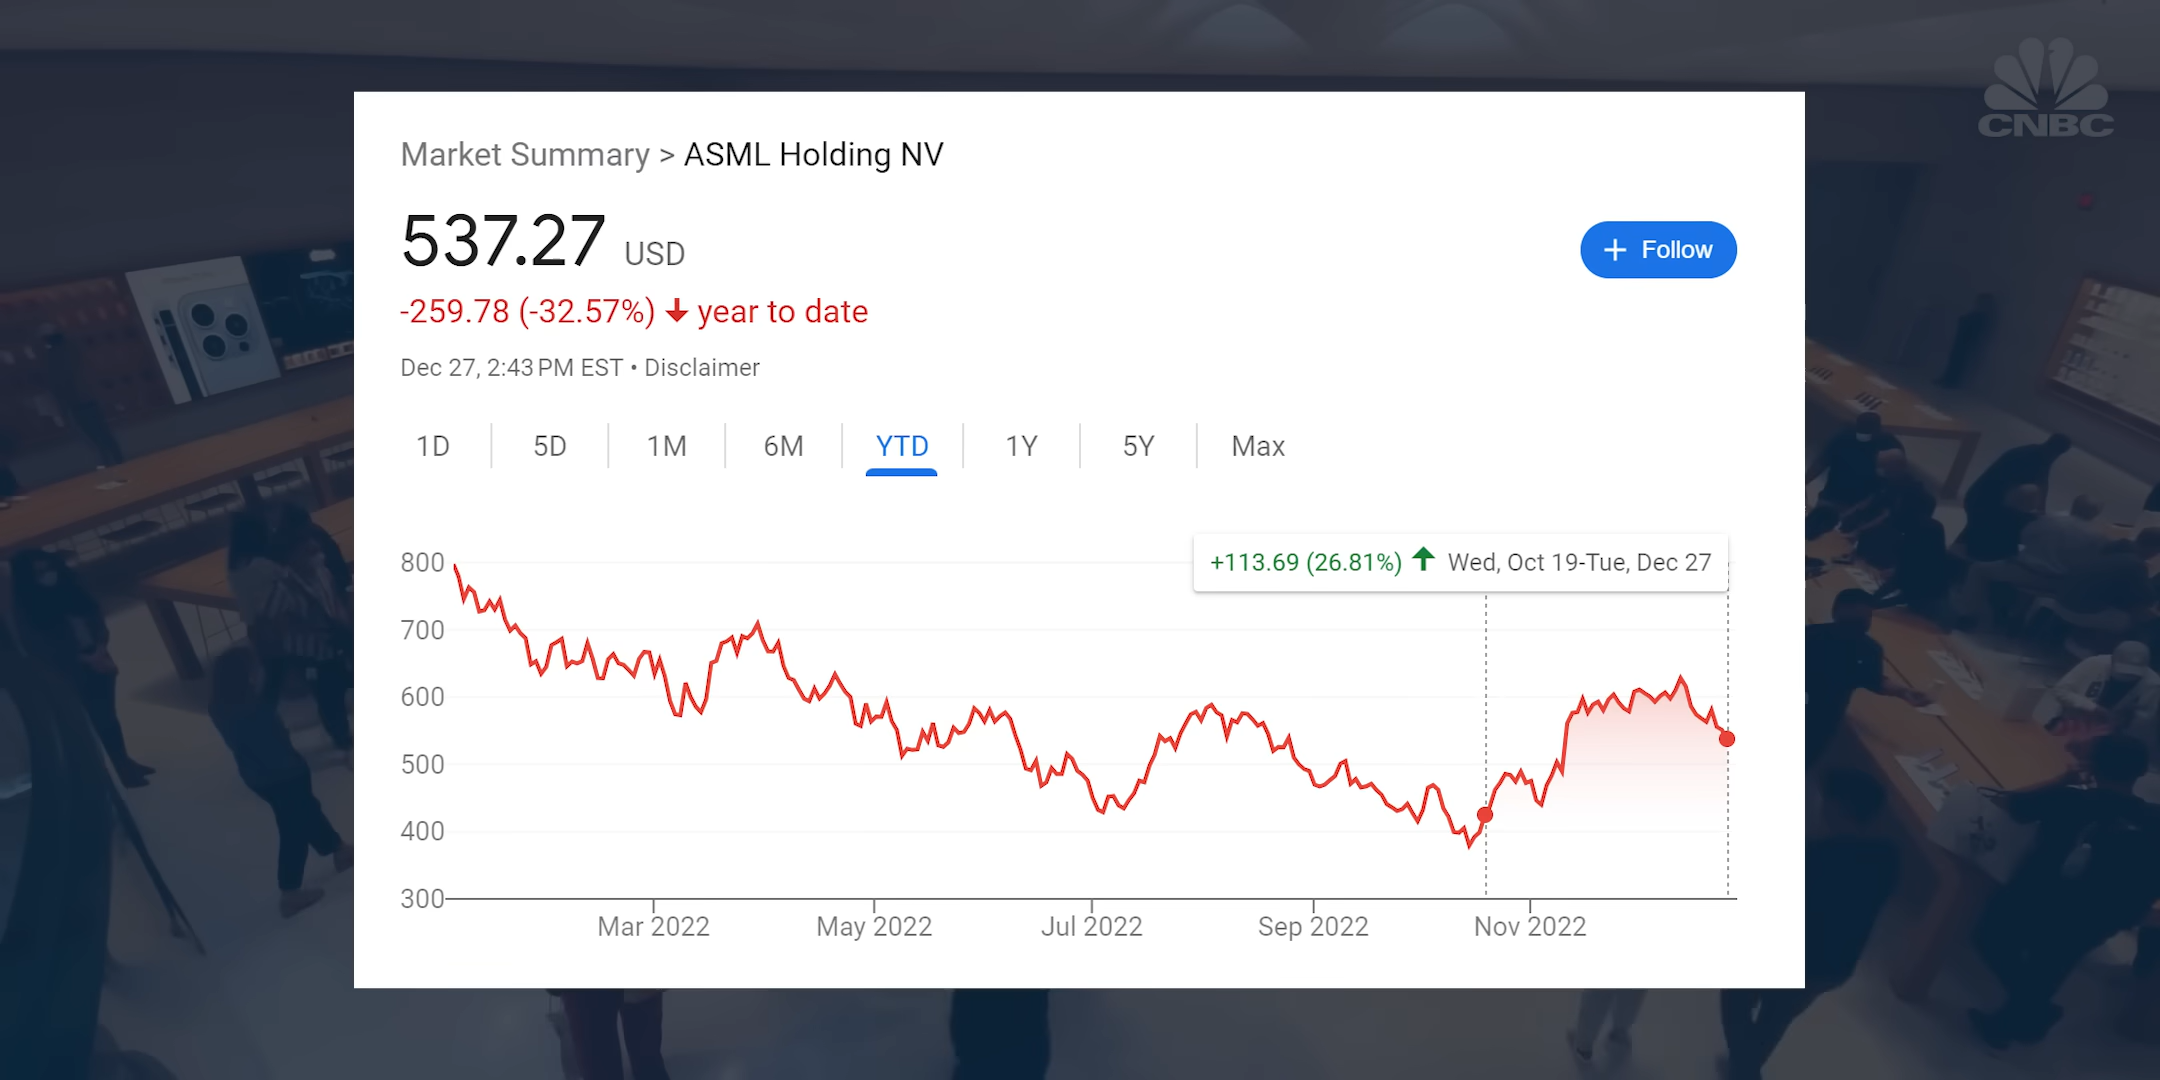 CNBC
Market Summary > ASML Holding NV
537.27 USD
+ Follow
-259.78 (-32.57%) ↓ year to date
Dec 27, 2:43 PM EST • Disclaimer
1D 5D 1M 6M YTD 1Y 5Y Max
+113.69 (26.81%) ↑ Wed, Oct 19-Tue, Dec 27
800
700
600
500
400
300
Mar 2022 May 2022 Jul 2022 Sep 2022 Nov 2022